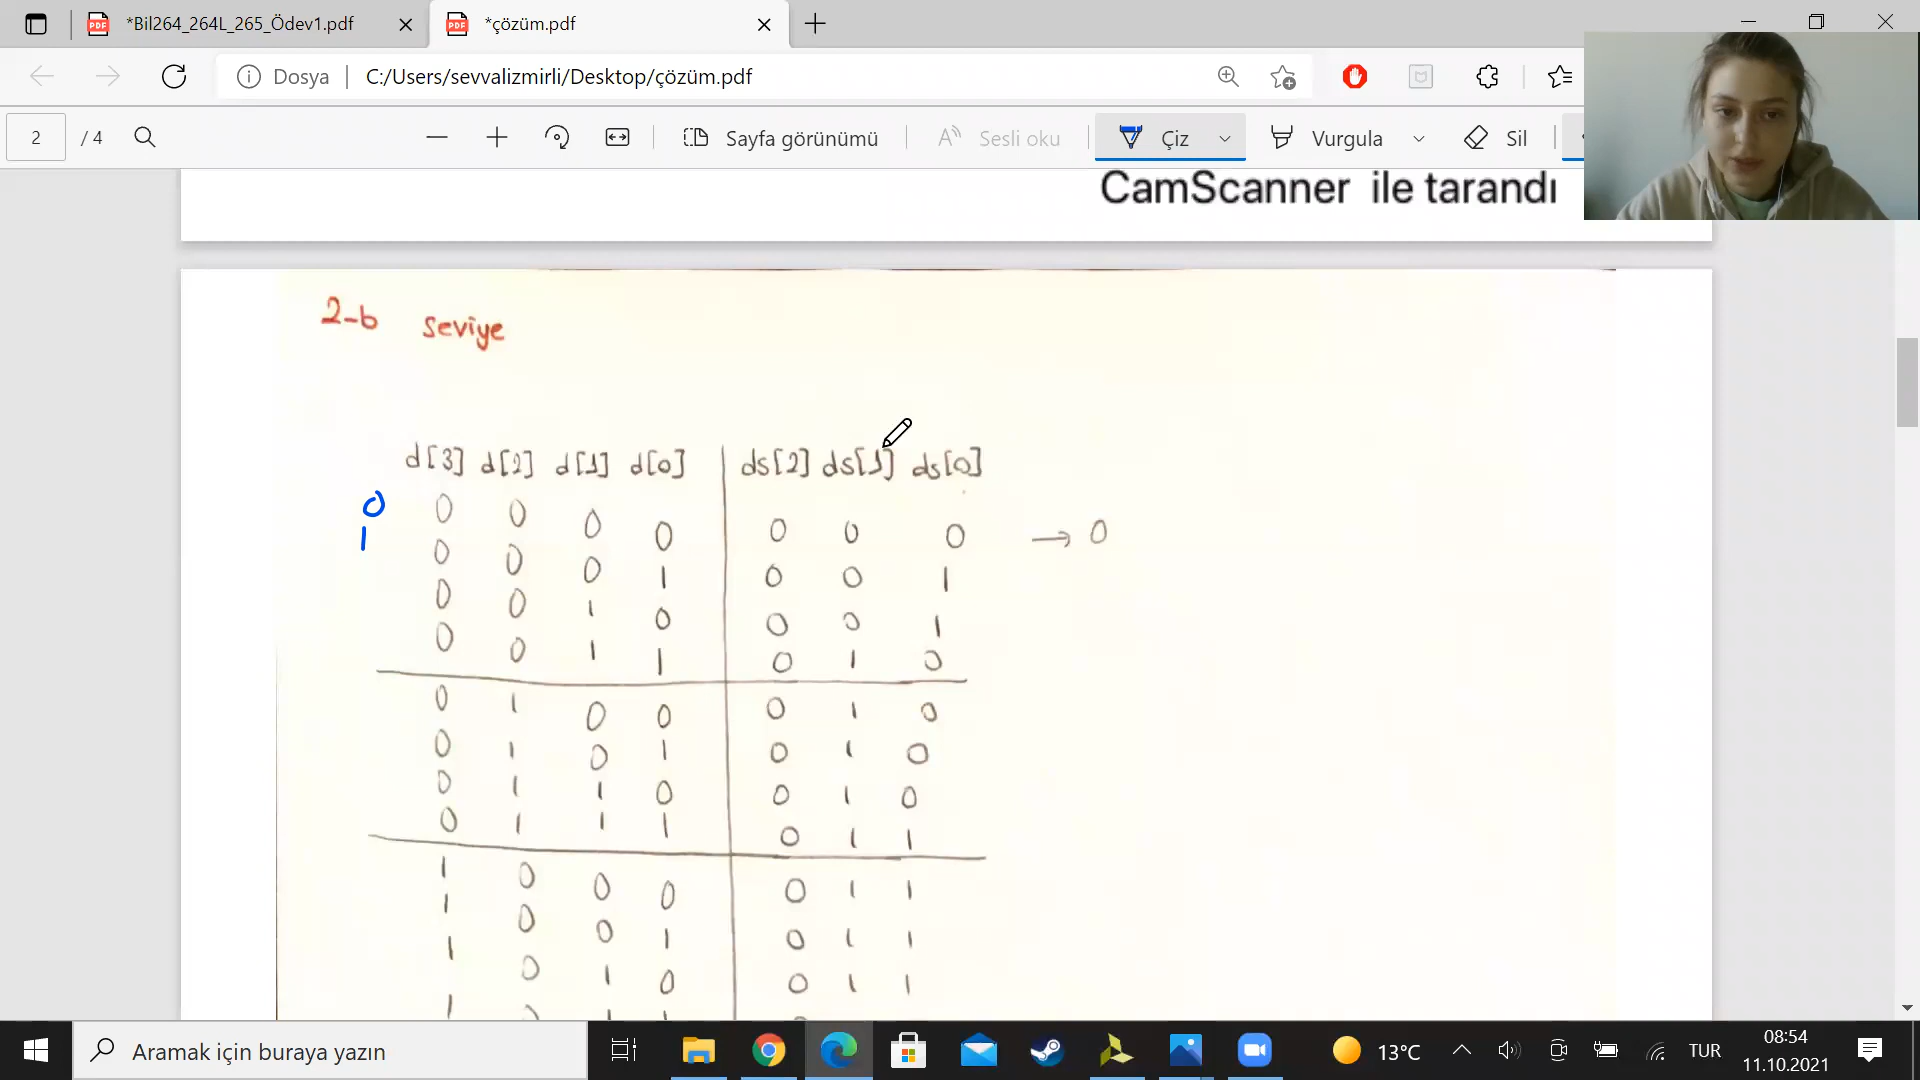 *Bil264_264L_265_Ödev1.pdf
*çözüm.pdf
Dosya C:/Users/sevvalizmirli/Desktop/çözüm.pdf
2 / 4 Sayfa görünümü Sesli oku Çiz Vurgula Sil
CamScanner ile tarandı
2-b seviye
d[3] d[2] d[1] d[0] ds[2] ds[1] ds[0]
0 0 0 0 0 0 0 0 → 0
1 0 0 0 1 0 0 1
0 0 1 0 0 0 1
0 0 1 1 0 1 0
0 1 0 0 0 1 0
0 1 0 1 0 1 0
0 1 1 0 0 1 0
0 1 1 1 0 1 1
1 0 0 0 0 1 1
1 0 0 1 0 1 1
1 0 1 0 0 1 1
1
Aramak için buraya yazın
13°C
TUR
08:54
11.10.2021